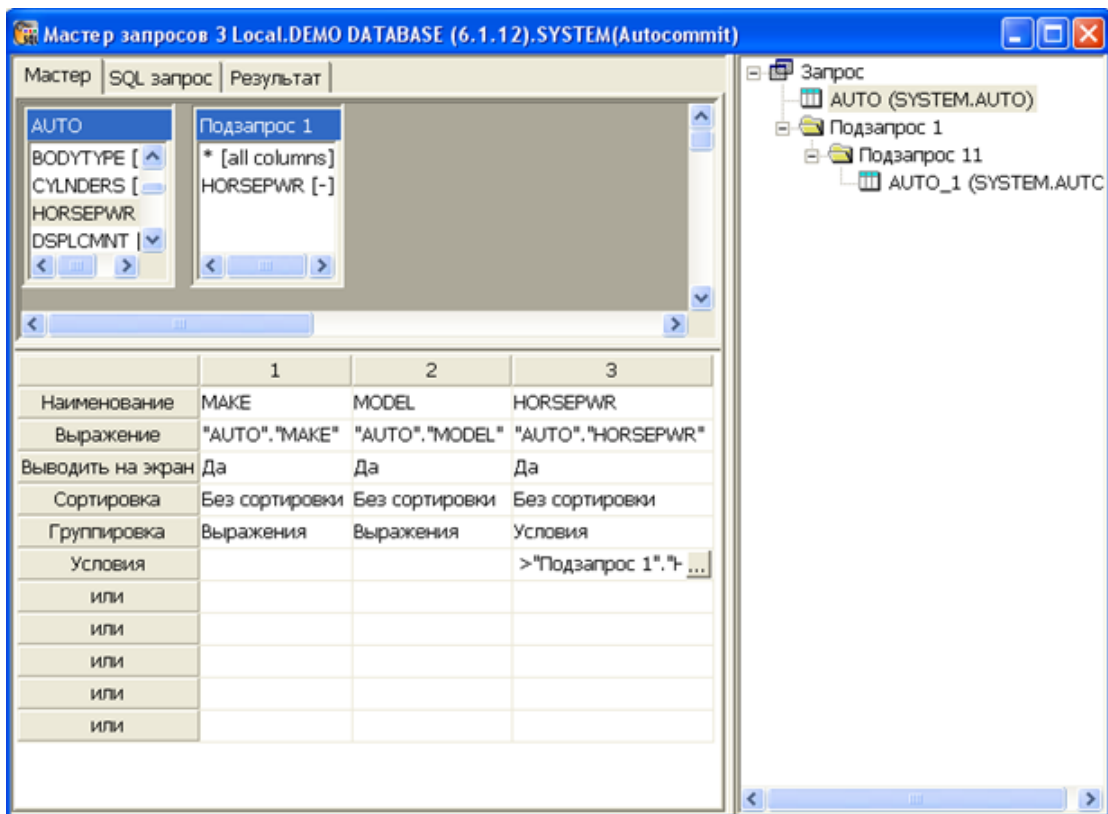 Мастер запросов 3 Local.DEMO DATABASE (6.1.12).SYSTEM(Autocommit)
Мастер SQL запрос Результат
AUTO
BODYTYPE [
CYLNDERS [
HORSEPWR
DSPLCMNT [
Подзапрос 1
* [all columns]
HORSEPWR [-]
Запрос
AUTO (SYSTEM.AUTO)
Подзапрос 1
Подзапрос 11
AUTO_1 (SYSTEM.AUTO
1 2 3
Наименование MAKE MODEL HORSEPWR
Выражение "AUTO"."MAKE" "AUTO"."MODEL" "AUTO"."HORSEPWR"
Выводить на экран Да Да Да
Сортировка Без сортировки Без сортировки Без сортировки
Группировка Выражения Выражения Условия
Условия >"Подзапрос 1"."H ...
или
или
или
или
или